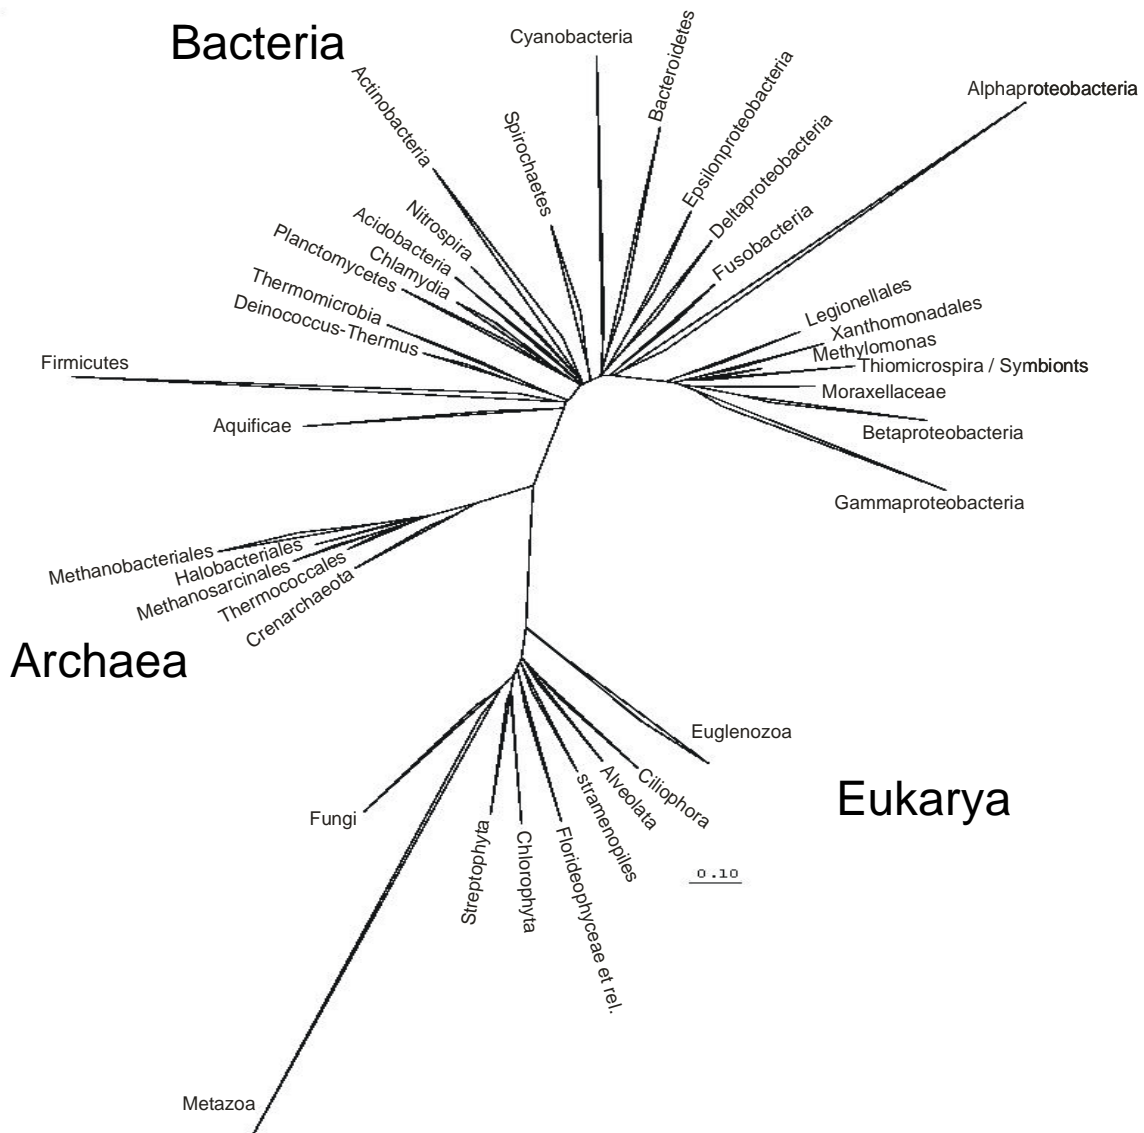 Bacteria
Cyanobacteria
Bacteroidetes
Actinobacteria
Spirochaetes
Epsilonproteobacteria
Deltaproteobacteria
Alphaproteobacteria
Nitrospira
Acidobacteria
Chlamydia
Planctomycetes
Fusobacteria
Thermomicrobia
Deinococcus-Thermus
Legionellales
Xanthomonadales
Methylomonas
Thiomicrospira / Symbionts
Moraxellaceae
Firmicutes
Aquificae
Betaproteobacteria
Gammaproteobacteria
Methanobacteriales
Halobacteriales
Methanosarcinales
Thermococcales
Crenarchaeota
Archaea
Euglenozoa
Eukarya
Ciliophora
Alveolata
stramenopiles
Fungi
Streptophyta
Chlorophyta
Florideophyceae et rel.
0.10
Metazoa